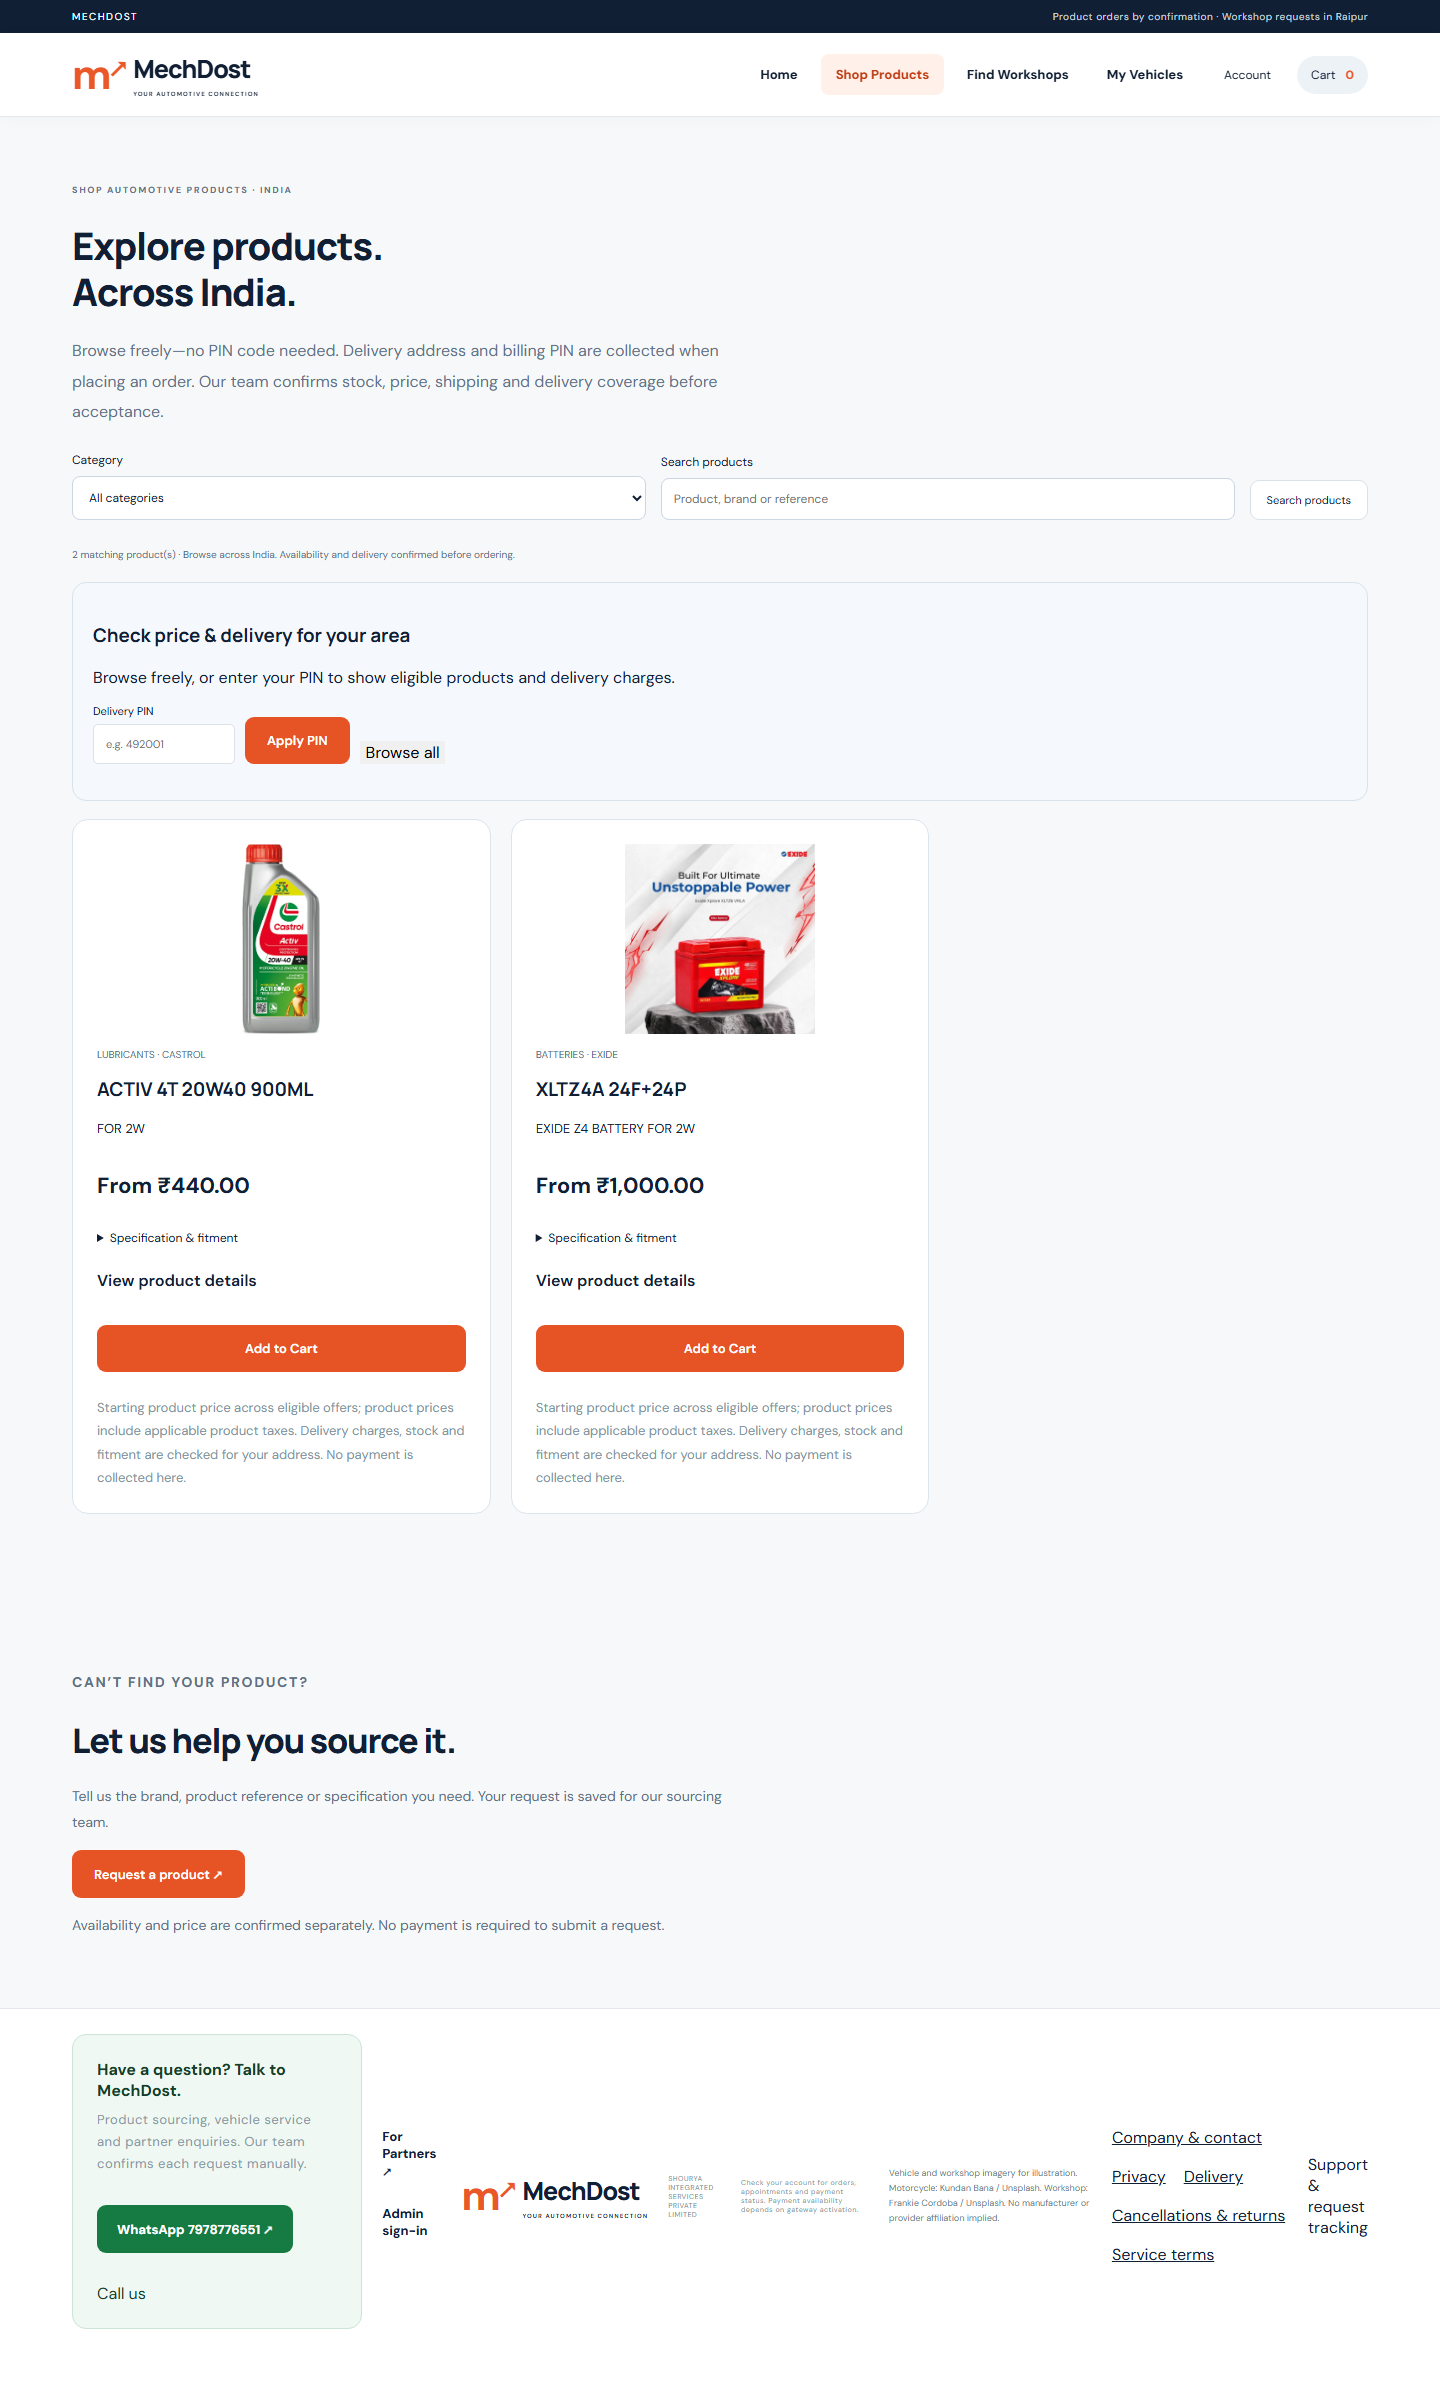 MECHDOST
Product orders by confirmation · Workshop requests in Raipur
m↗ MechDost
YOUR AUTOMOTIVE CONNECTION
Home
Shop Products
Find Workshops
My Vehicles
Account
Cart 0
SHOP AUTOMOTIVE PRODUCTS · INDIA
Explore products.
Across India.
Browse freely—no PIN code needed. Delivery address and billing PIN are collected when
placing an order. Our team confirms stock, price, shipping and delivery coverage before
acceptance.
Category
All categories
Search products
Product, brand or reference
Search products
2 matching product(s) · Browse across India. Availability and delivery confirmed before ordering.
Check price & delivery for your area
Browse freely, or enter your PIN to show eligible products and delivery charges.
Delivery PIN
e.g. 492001
Apply PIN
Browse all
3X
Castrol
Activ
20W-40
ACTIBOND
LUBRICANTS · CASTROL
ACTIV 4T 20W40 900ML
FOR 2W
From ₹440.00
▶ Specification & fitment
View product details
Add to Cart
Starting product price across eligible offers; product prices
include applicable product taxes. Delivery charges, stock and
fitment are checked for your address. No payment is
collected here.
EXIDE
Built For Ultimate
Unstoppable Power
EXIDE
XPLORE
BATTERIES · EXIDE
XLTZ4A 24F+24P
EXIDE Z4 BATTERY FOR 2W
From ₹1,000.00
▶ Specification & fitment
View product details
Add to Cart
Starting product price across eligible offers; product prices
include applicable product taxes. Delivery charges, stock and
fitment are checked for your address. No payment is
collected here.
CAN'T FIND YOUR PRODUCT?
Let us help you source it.
Tell us the brand, product reference or specification you need. Your request is saved for our sourcing
team.
Request a product ↗
Availability and price are confirmed separately. No payment is required to submit a request.
Have a question? Talk to
MechDost.
Product sourcing, vehicle service
and partner enquiries. Our team
confirms each request manually.
WhatsApp 7978776551 ↗
Call us
For
Partners
↗
Admin
sign-in
m↗ MechDost
YOUR AUTOMOTIVE CONNECTION
SHOURYA
INTEGRATED
SERVICES
PRIVATE
LIMITED
Check your account for orders,
appointments and payment
status. Payment availability
depends on gateway activation.
Vehicle and workshop imagery for illustration.
Motorcycle: Kundan Bana / Unsplash. Workshop:
Frankie Cordoba / Unsplash. No manufacturer or
provider affiliation implied.
Company & contact
Privacy Delivery
Cancellations & returns
Service terms
Support
&
request
tracking